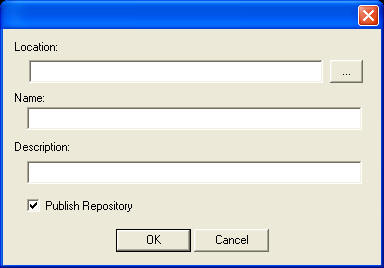 Location:
...
Name:
Description:
Publish Repository
OK Cancel